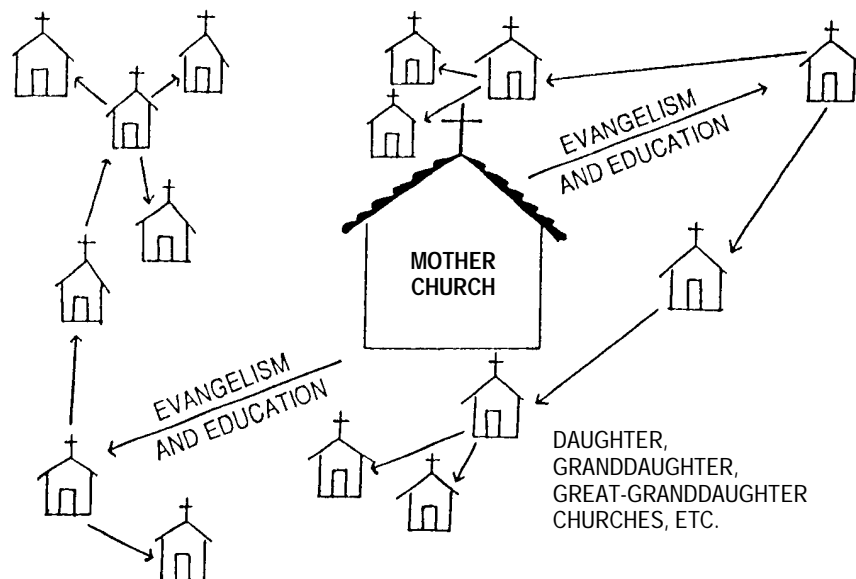 EVANGELISM
AND EDUCATION
MOTHER
CHURCH
EVANGELISM
AND EDUCATION
DAUGHTER,
GRANDDAUGHTER,
GREAT-GRANDDAUGHTER
CHURCHES, ETC.